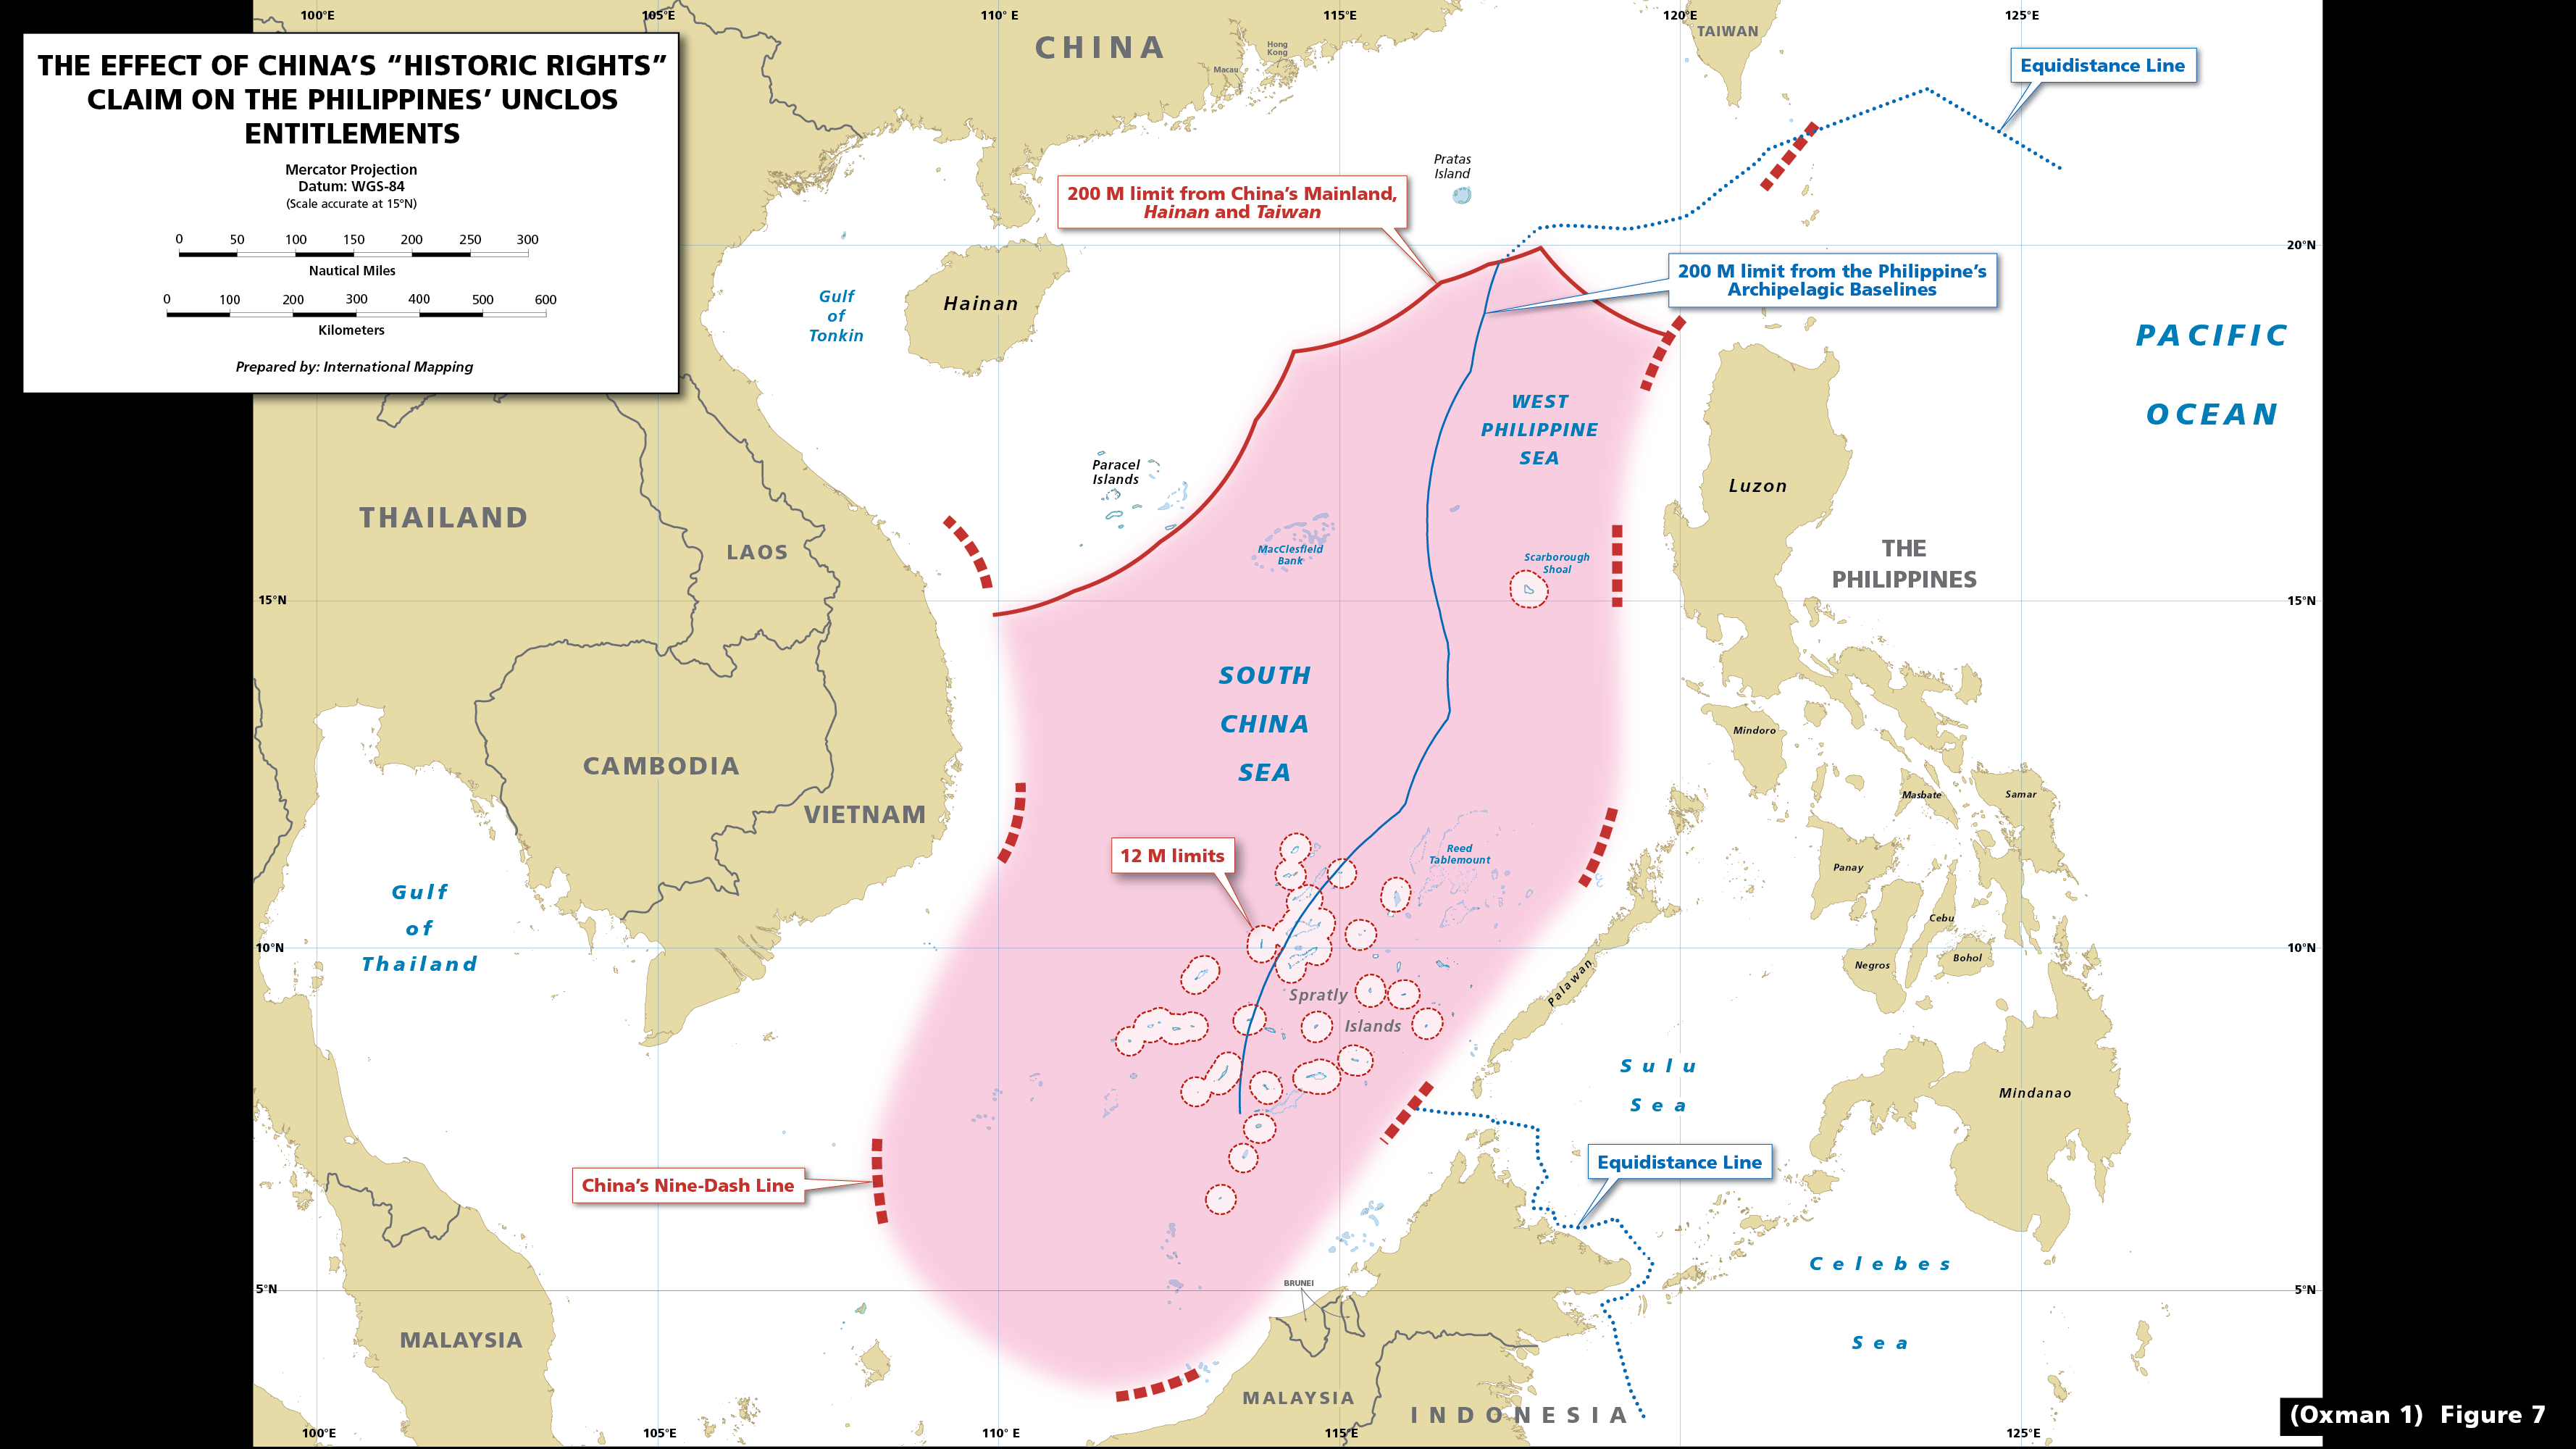 THE EFFECT OF CHINA’S “HISTORIC RIGHTS”
CLAIM ON THE PHILIPPINES’ UNCLOS
ENTITLEMENTS
Mercator Projection
Datum: WGS-84
(Scale accurate at 15°N)
0 50 100 150 200 250 300
Nautical Miles
0 100 200 300 400 500 600
Kilometers
Prepared by: International Mapping
100°E 105°E 110° E 115°E 120°E 125°E
CHINA
Hong
Kong
Macau
TAIWAN
Equidistance Line
Pratas
Island
200 M limit from China’s Mainland,
Hainan and Taiwan
20°N
200 M limit from the Philippine’s
Archipelagic Baselines
Gulf
of
Tonkin
Hainan
PACIFIC
OCEAN
WEST
PHILIPPINE
SEA
Paracel
Islands
Luzon
THAILAND
LAOS
MacClesfield
Bank
Scarborough
Shoal
THE
PHILIPPINES
15°N
15°N
SOUTH
CHINA
SEA
Mindoro
CAMBODIA
VIETNAM
Masbate
Samar
12 M limits
Reed
Tablemount
Panay
Gulf
of
Thailand
Cebu
10°N
10°N
Negros
Bohol
Palawan
Spratly
Islands
Sulu
Sea
Mindanao
China’s Nine-Dash Line
Equidistance Line
Celebes
Sea
5°N
5°N
BRUNEI
MALAYSIA
MALAYSIA
INDONESIA
(Oxman 1) Figure 7
100°E 105°E 110° E 115°E 125°E